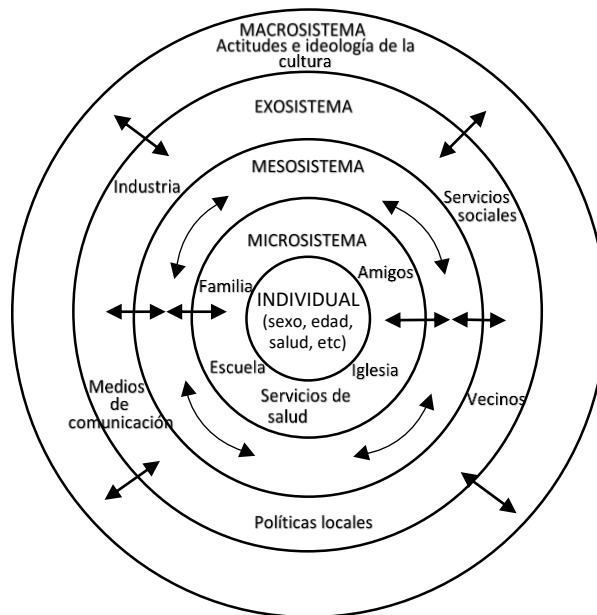 MACROSISTEMA
Actitudes e ideología de la
cultura
EXOSISTEMA
MESOSISTEMA
Industria
Servicios
sociales
MICROSISTEMA
Familia
Amigos
INDIVIDUAL
(sexo, edad,
salud, etc)
Escuela
Iglesia
Servicios de
salud
Medios
de
comunicación
Vecinos
Políticas locales